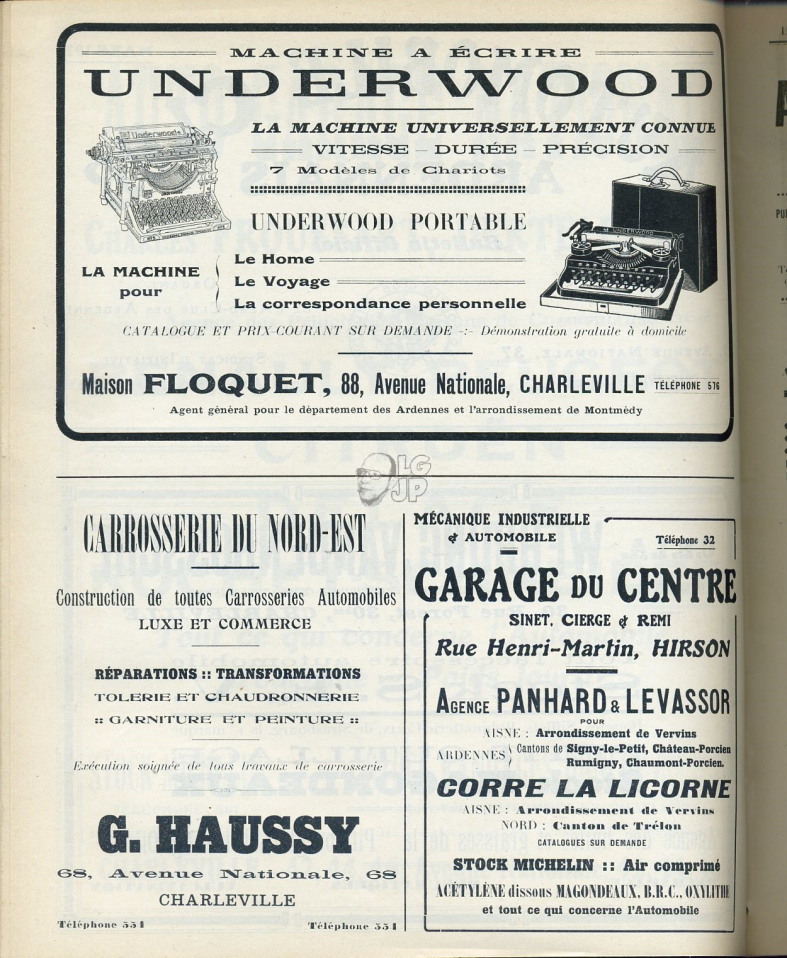 MACHINE A ÉCRIRE
UNDERWOOD
LA MACHINE UNIVERSELLEMENT CONNUE
VITESSE – DURÉE – PRÉCISION
7 Modèles de Chariots
Underwood
UNDERWOOD PORTABLE
UNDERWOOD
LA MACHINE
pour
Le Home
Le Voyage
La correspondance personnelle
CATALOGUE ET PRIX-COURANT SUR DEMANDE -:- Démonstration gratuite à domicile
Maison FLOQUET, 88, Avenue Nationale, CHARLEVILLE TÉLÉPHONE 576
Agent général pour le département des Ardennes et l'arrondissement de Montmédy
LG
JP
CARROSSERIE DU NORD-EST
Construction de toutes Carrosseries Automobiles
LUXE ET COMMERCE
RÉPARATIONS :: TRANSFORMATIONS
TOLERIE ET CHAUDRONNERIE
:: GARNITURE ET PEINTURE ::
Exécution soignée de tous travaux de carrosserie
G. HAUSSY
68, Avenue Nationale, 68
CHARLEVILLE
Téléphone 551 Téléphone 551
MÉCANIQUE INDUSTRIELLE
& AUTOMOBILE
Téléphone 32
GARAGE DU CENTRE
SINET, CIERGE & REMI
Rue Henri-Martin, HIRSON
AGENCE PANHARD & LEVASSOR
POUR
AISNE : Arrondissement de Vervins
ARDENNES Cantons de Signy-le-Petit, Château-Porcien
Rumigny, Chaumont-Porcien.
CORRE LA LICORNE
AISNE : Arrondissement de Vervins
NORD : Canton de Trélon
CATALOGUES SUR DEMANDE
STOCK MICHELIN :: Air comprimé
ACÉTYLÈNE dissous MAGONDEAUX, B.R.C., OXYLITHE
et tout ce qui concerne l'Automobile